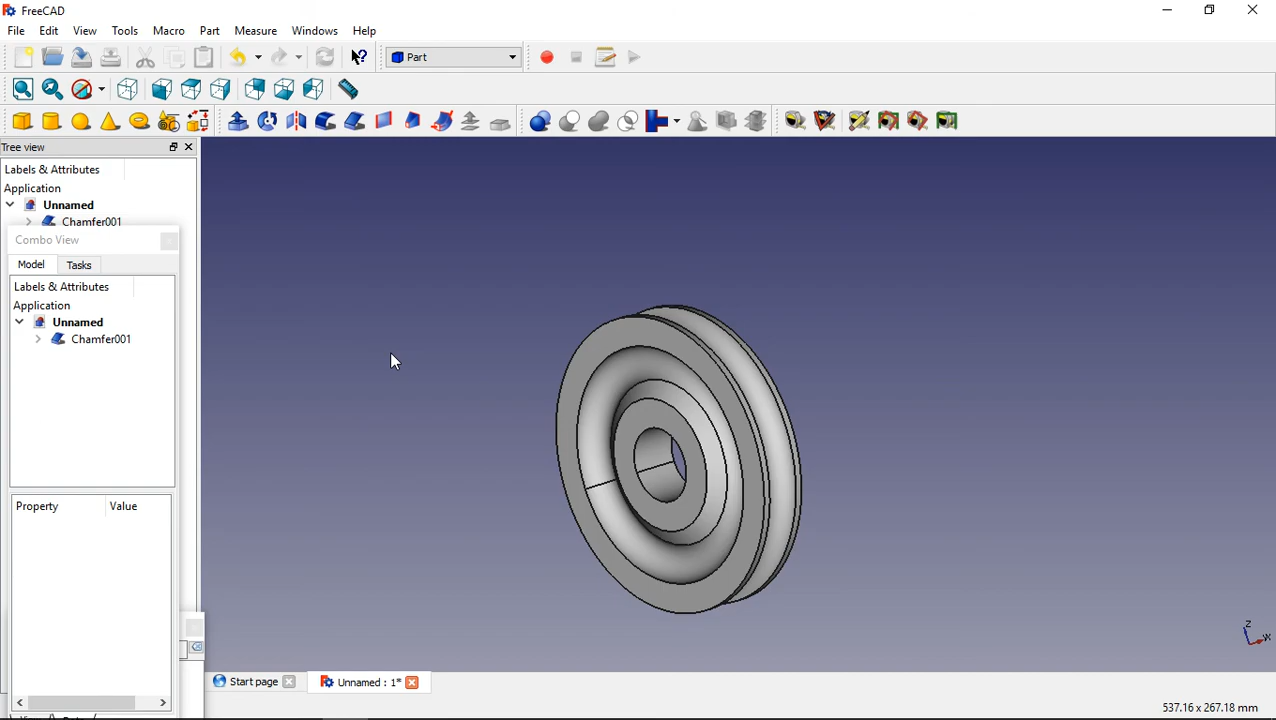 FreeCAD
File Edit View Tools Macro Part Measure Windows Help
Part
Tree view
Labels & Attributes
Application
Unnamed
Chamfer001
Combo View
Model Tasks
Labels & Attributes
Application
Unnamed
Chamfer001
Property Value
Start page Unnamed : 1*
z
x
537.16 x 267.18 mm